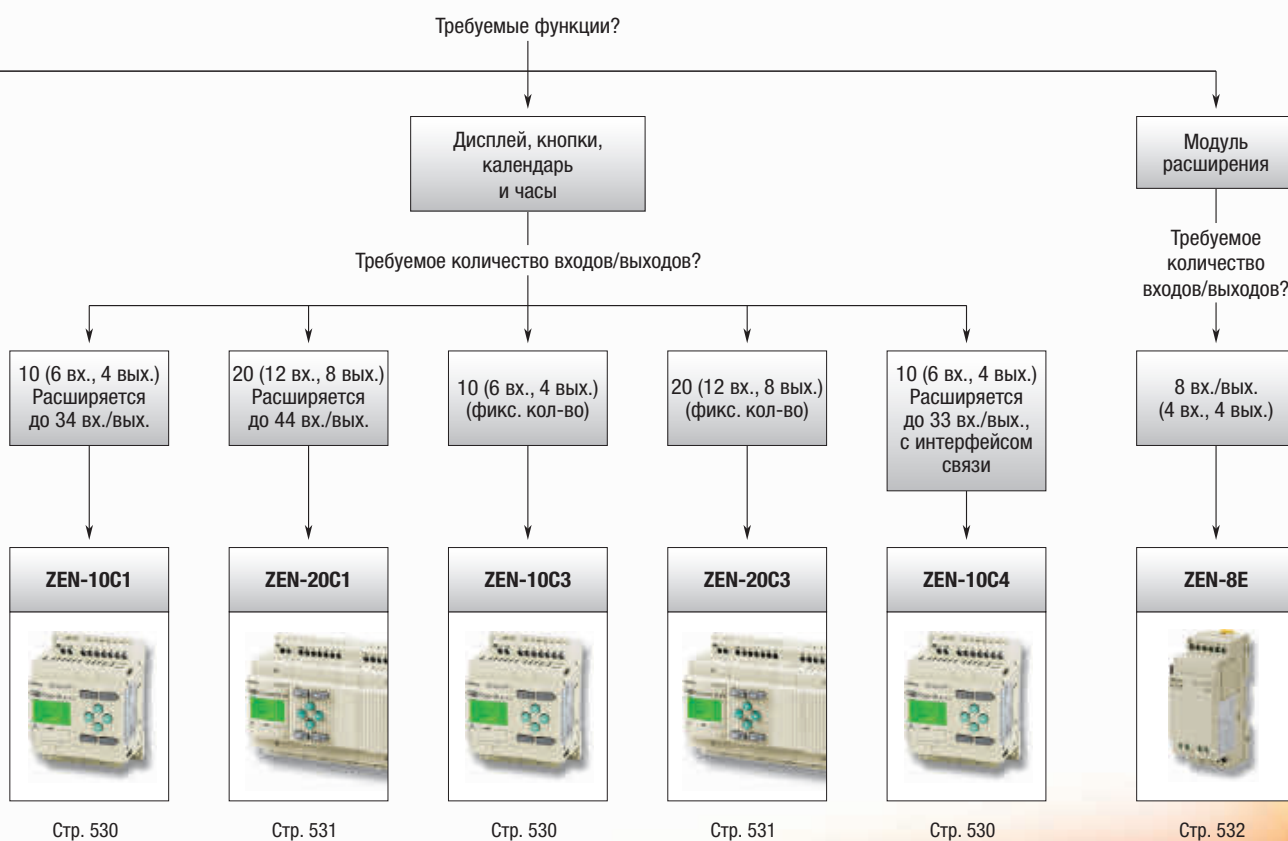 Требуемые функции?
Дисплей, кнопки,
календарь
и часы
Модуль
расширения
Требуемое количество входов/выходов?
Требуемое
количество
входов/выходов?
10 (6 вх., 4 вых.)
Расширяется
до 34 вх./вых.
20 (12 вх., 8 вых.)
Расширяется
до 44 вх./вых.
10 (6 вх., 4 вых.)
(фикс. кол-во)
20 (12 вх., 8 вых.)
(фикс. кол-во)
10 (6 вх., 4 вых.)
Расширяется
до 33 вх./вых.,
с интерфейсом
связи
8 вх./вых.
(4 вх., 4 вых.)
ZEN-10C1
ZEN-20C1
ZEN-10C3
ZEN-20C3
ZEN-10C4
ZEN-8E
Стр. 530
Стр. 531
Стр. 530
Стр. 531
Стр. 530
Стр. 532